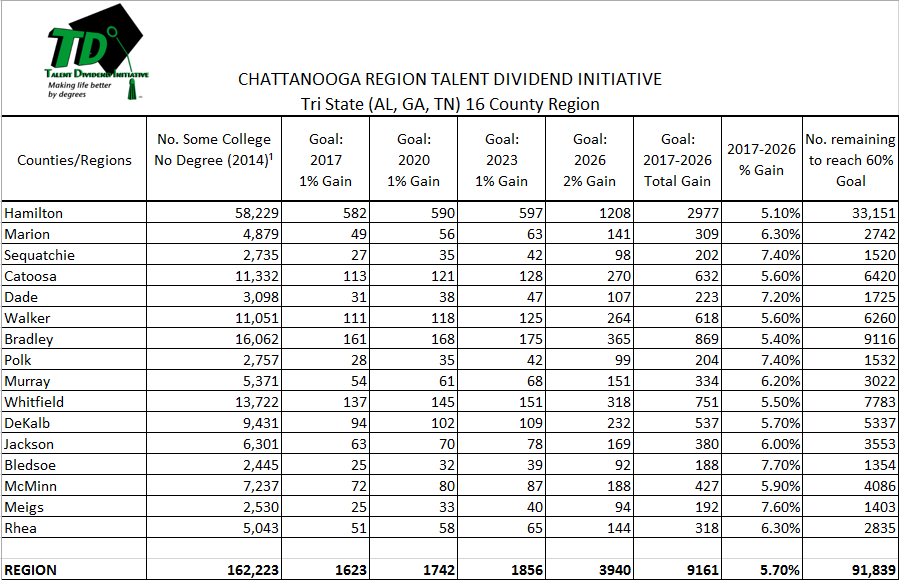 TD
TALENT DIVIDEND INITIATIVE
Making life better
by degrees
CHATTANOOGA REGION TALENT DIVIDEND INITIATIVE
Tri State (AL, GA, TN) 16 County Region
Counties/Regions No. Some College No Degree (2014)¹ Goal: 2017 1% Gain Goal: 2020 1% Gain Goal: 2023 1% Gain Goal: 2026 2% Gain Goal: 2017-2026 Total Gain 2017-2026 % Gain No. remaining to reach 60% Goal
Hamilton 58,229 582 590 597 1208 2977 5.10% 33,151
Marion 4,879 49 56 63 141 309 6.30% 2742
Sequatchie 2,735 27 35 42 98 202 7.40% 1520
Catoosa 11,332 113 121 128 270 632 5.60% 6420
Dade 3,098 31 38 47 107 223 7.20% 1725
Walker 11,051 111 118 125 264 618 5.60% 6260
Bradley 16,062 161 168 175 365 869 5.40% 9116
Polk 2,757 28 35 42 99 204 7.40% 1532
Murray 5,371 54 61 68 151 334 6.20% 3022
Whitfield 13,722 137 145 151 318 751 5.50% 7783
DeKalb 9,431 94 102 109 232 537 5.70% 5337
Jackson 6,301 63 70 78 169 380 6.00% 3553
Bledsoe 2,445 25 32 39 92 188 7.70% 1354
McMinn 7,237 72 80 87 188 427 5.90% 4086
Meigs 2,530 25 33 40 94 192 7.60% 1403
Rhea 5,043 51 58 65 144 318 6.30% 2835
REGION 162,223 1623 1742 1856 3940 9161 5.70% 91,839